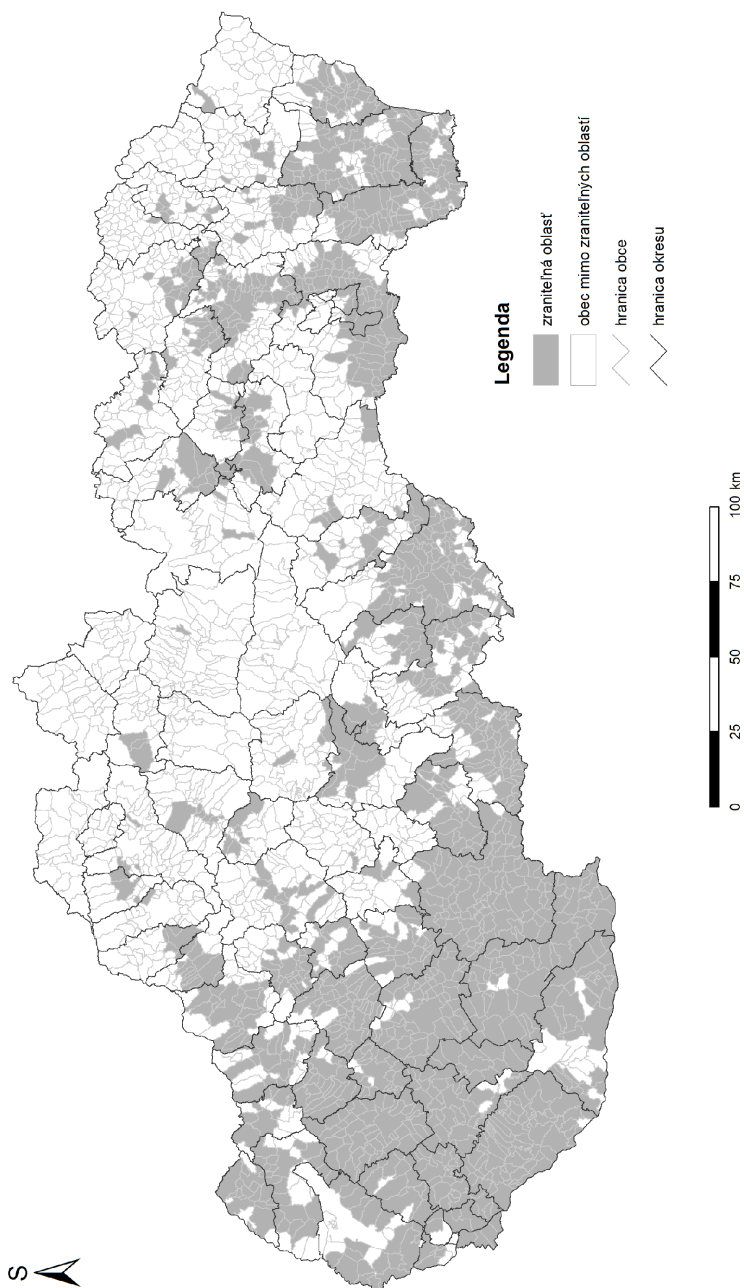 S
Legenda
zraniteľná oblasť
obec mimo zraniteľných oblastí
hranica obce
hranica okresu
0 25 50 75 100 km